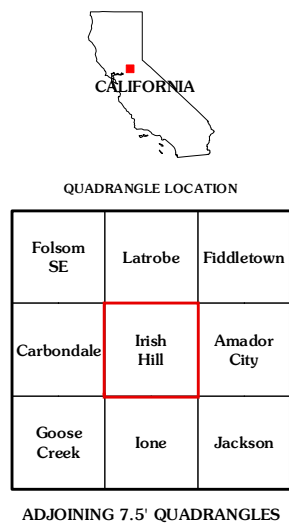 CALIFORNIA
QUADRANGLE LOCATION
Folsom
SE
Latrobe
Fiddletown
Carbondale
Irish
Hill
Amador
City
Goose
Creek
Ione
Jackson
ADJOINING 7.5' QUADRANGLES